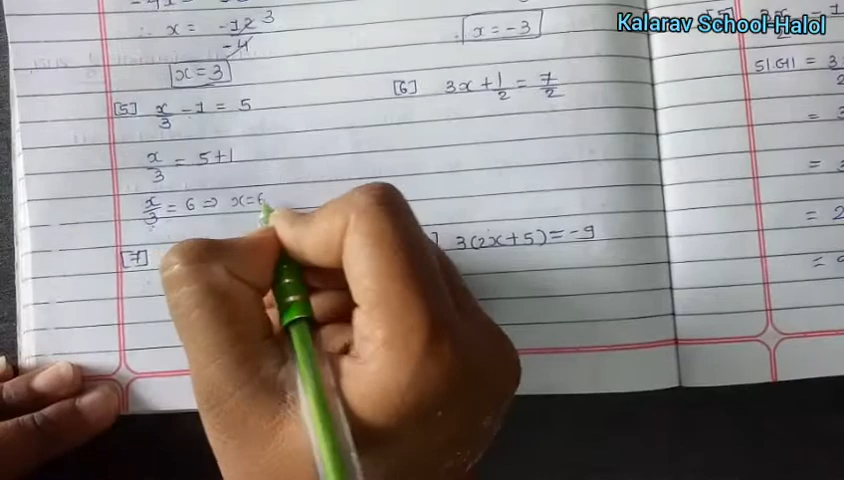 Kalarav School-Halol
∴ x = -12 3
-4
x = 3
x = -3
[5] x/3 - 1 = 5
x/3 = 5+1
x/3 = 6 ⇒ x=6
[6] 3x + 1/2 = 7/2
[7]
] 3(2x+5) = -9